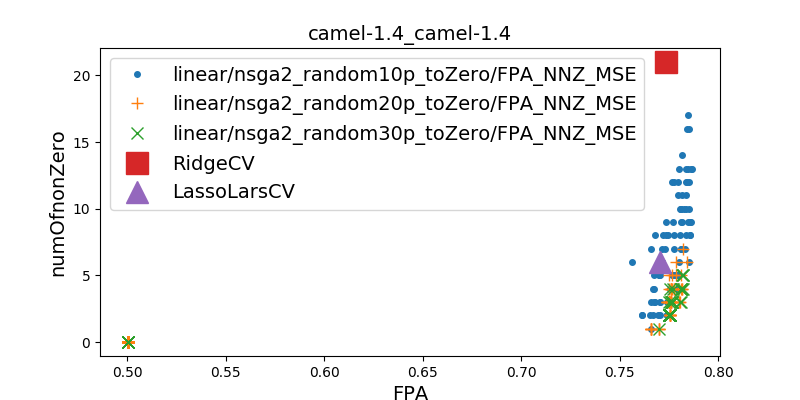 camel-1.4_camel-1.4
linear/nsga2_random10p_toZero/FPA_NNZ_MSE
linear/nsga2_random20p_toZero/FPA_NNZ_MSE
linear/nsga2_random30p_toZero/FPA_NNZ_MSE
RidgeCV
LassoLarsCV
numOfnonZero
20
15
10
5
0
0.50
0.55
0.60
0.65
0.70
0.75
0.80
FPA